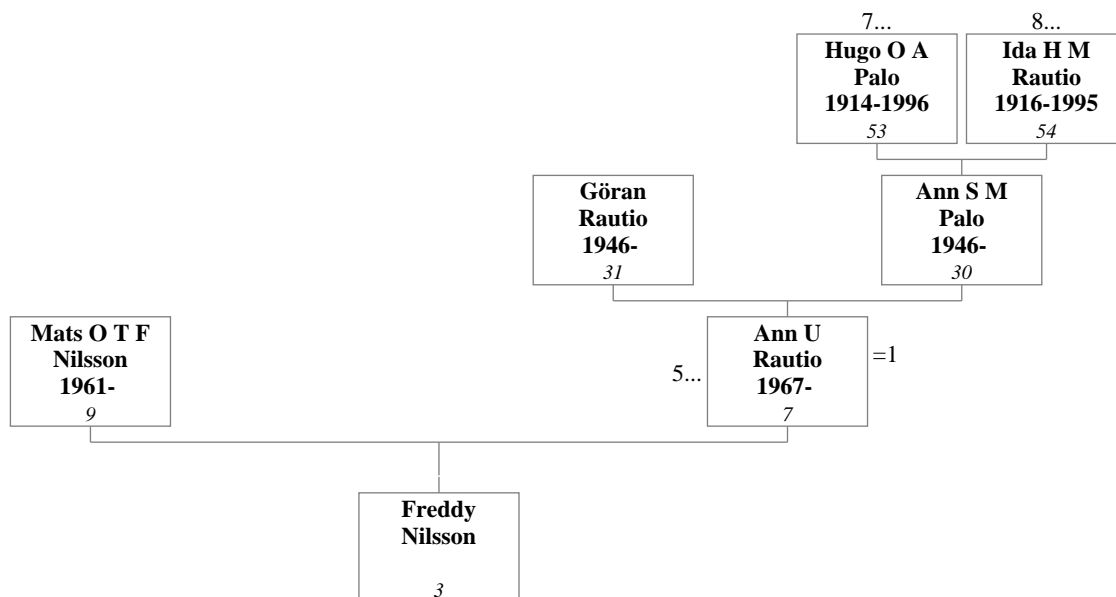 7...
8...
Hugo O A
Palo
1914-1996
53
Ida H M
Rautio
1916-1995
54
Göran
Rautio
1946-
31
Ann S M
Palo
1946-
30
Mats O T F
Nilsson
1961-
9
5...
Ann U
Rautio
1967-
7
=1
Freddy
Nilsson
3